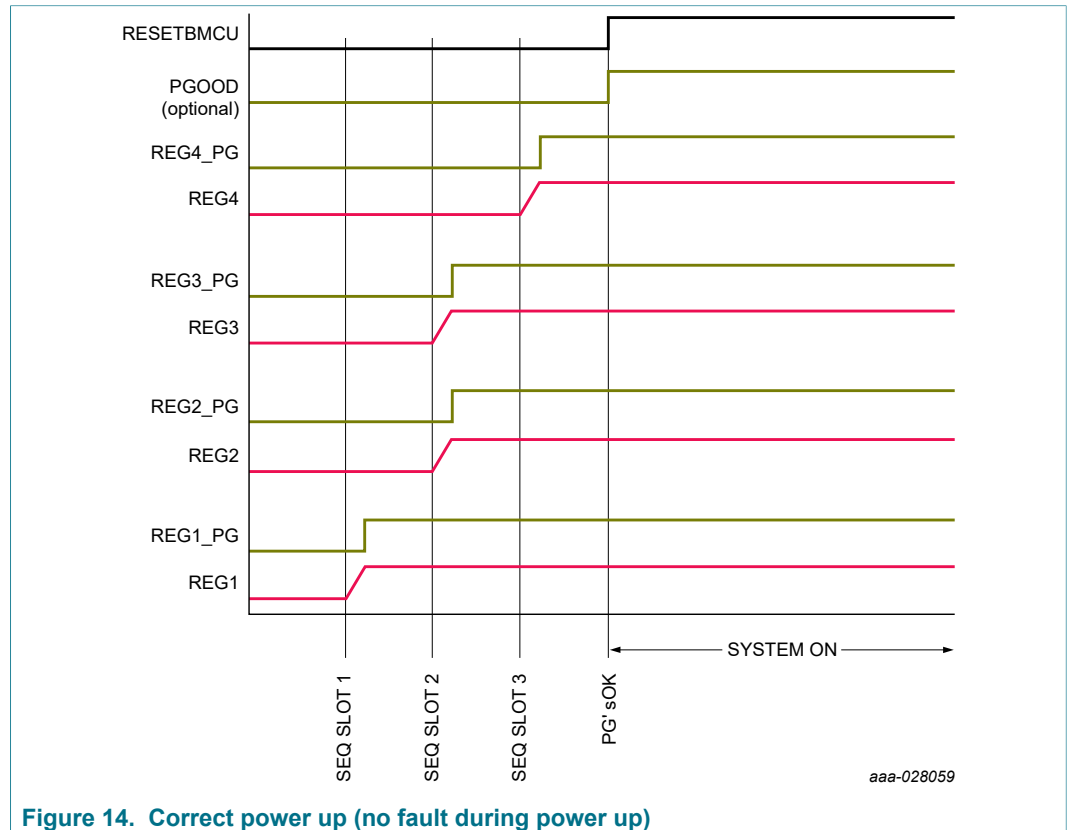 RESETBMCU
PGOOD
(optional)
REG4_PG
REG4
REG3_PG
REG3
REG2_PG
REG2
REG1_PG
REG1
SYSTEM ON
SEQ SLOT 1
SEQ SLOT 2
SEQ SLOT 3
PG' sOK
aaa-028059
Figure 14. Correct power up (no fault during power up)